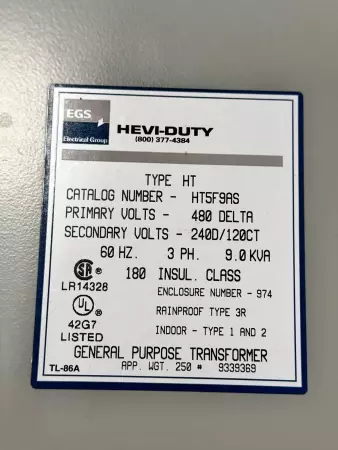 EGS
Electrical Group
HEVI-DUTY
(800) 377-4384
TYPE HT
CATALOG NUMBER - HT5F9AS
PRIMARY VOLTS - 480 DELTA
SECONDARY VOLTS - 240D/120CT
60 HZ. 3 PH. 9.0 KVA
180 INSUL. CLASS
SA
LR14328
ENCLOSURE NUMBER - 974
UL
RAINPROOF TYPE 3R
42G7
LISTED
INDOOR - TYPE 1 AND 2
GENERAL PURPOSE TRANSFORMER
TL-86A
APP. WGT. 250 # 9339369